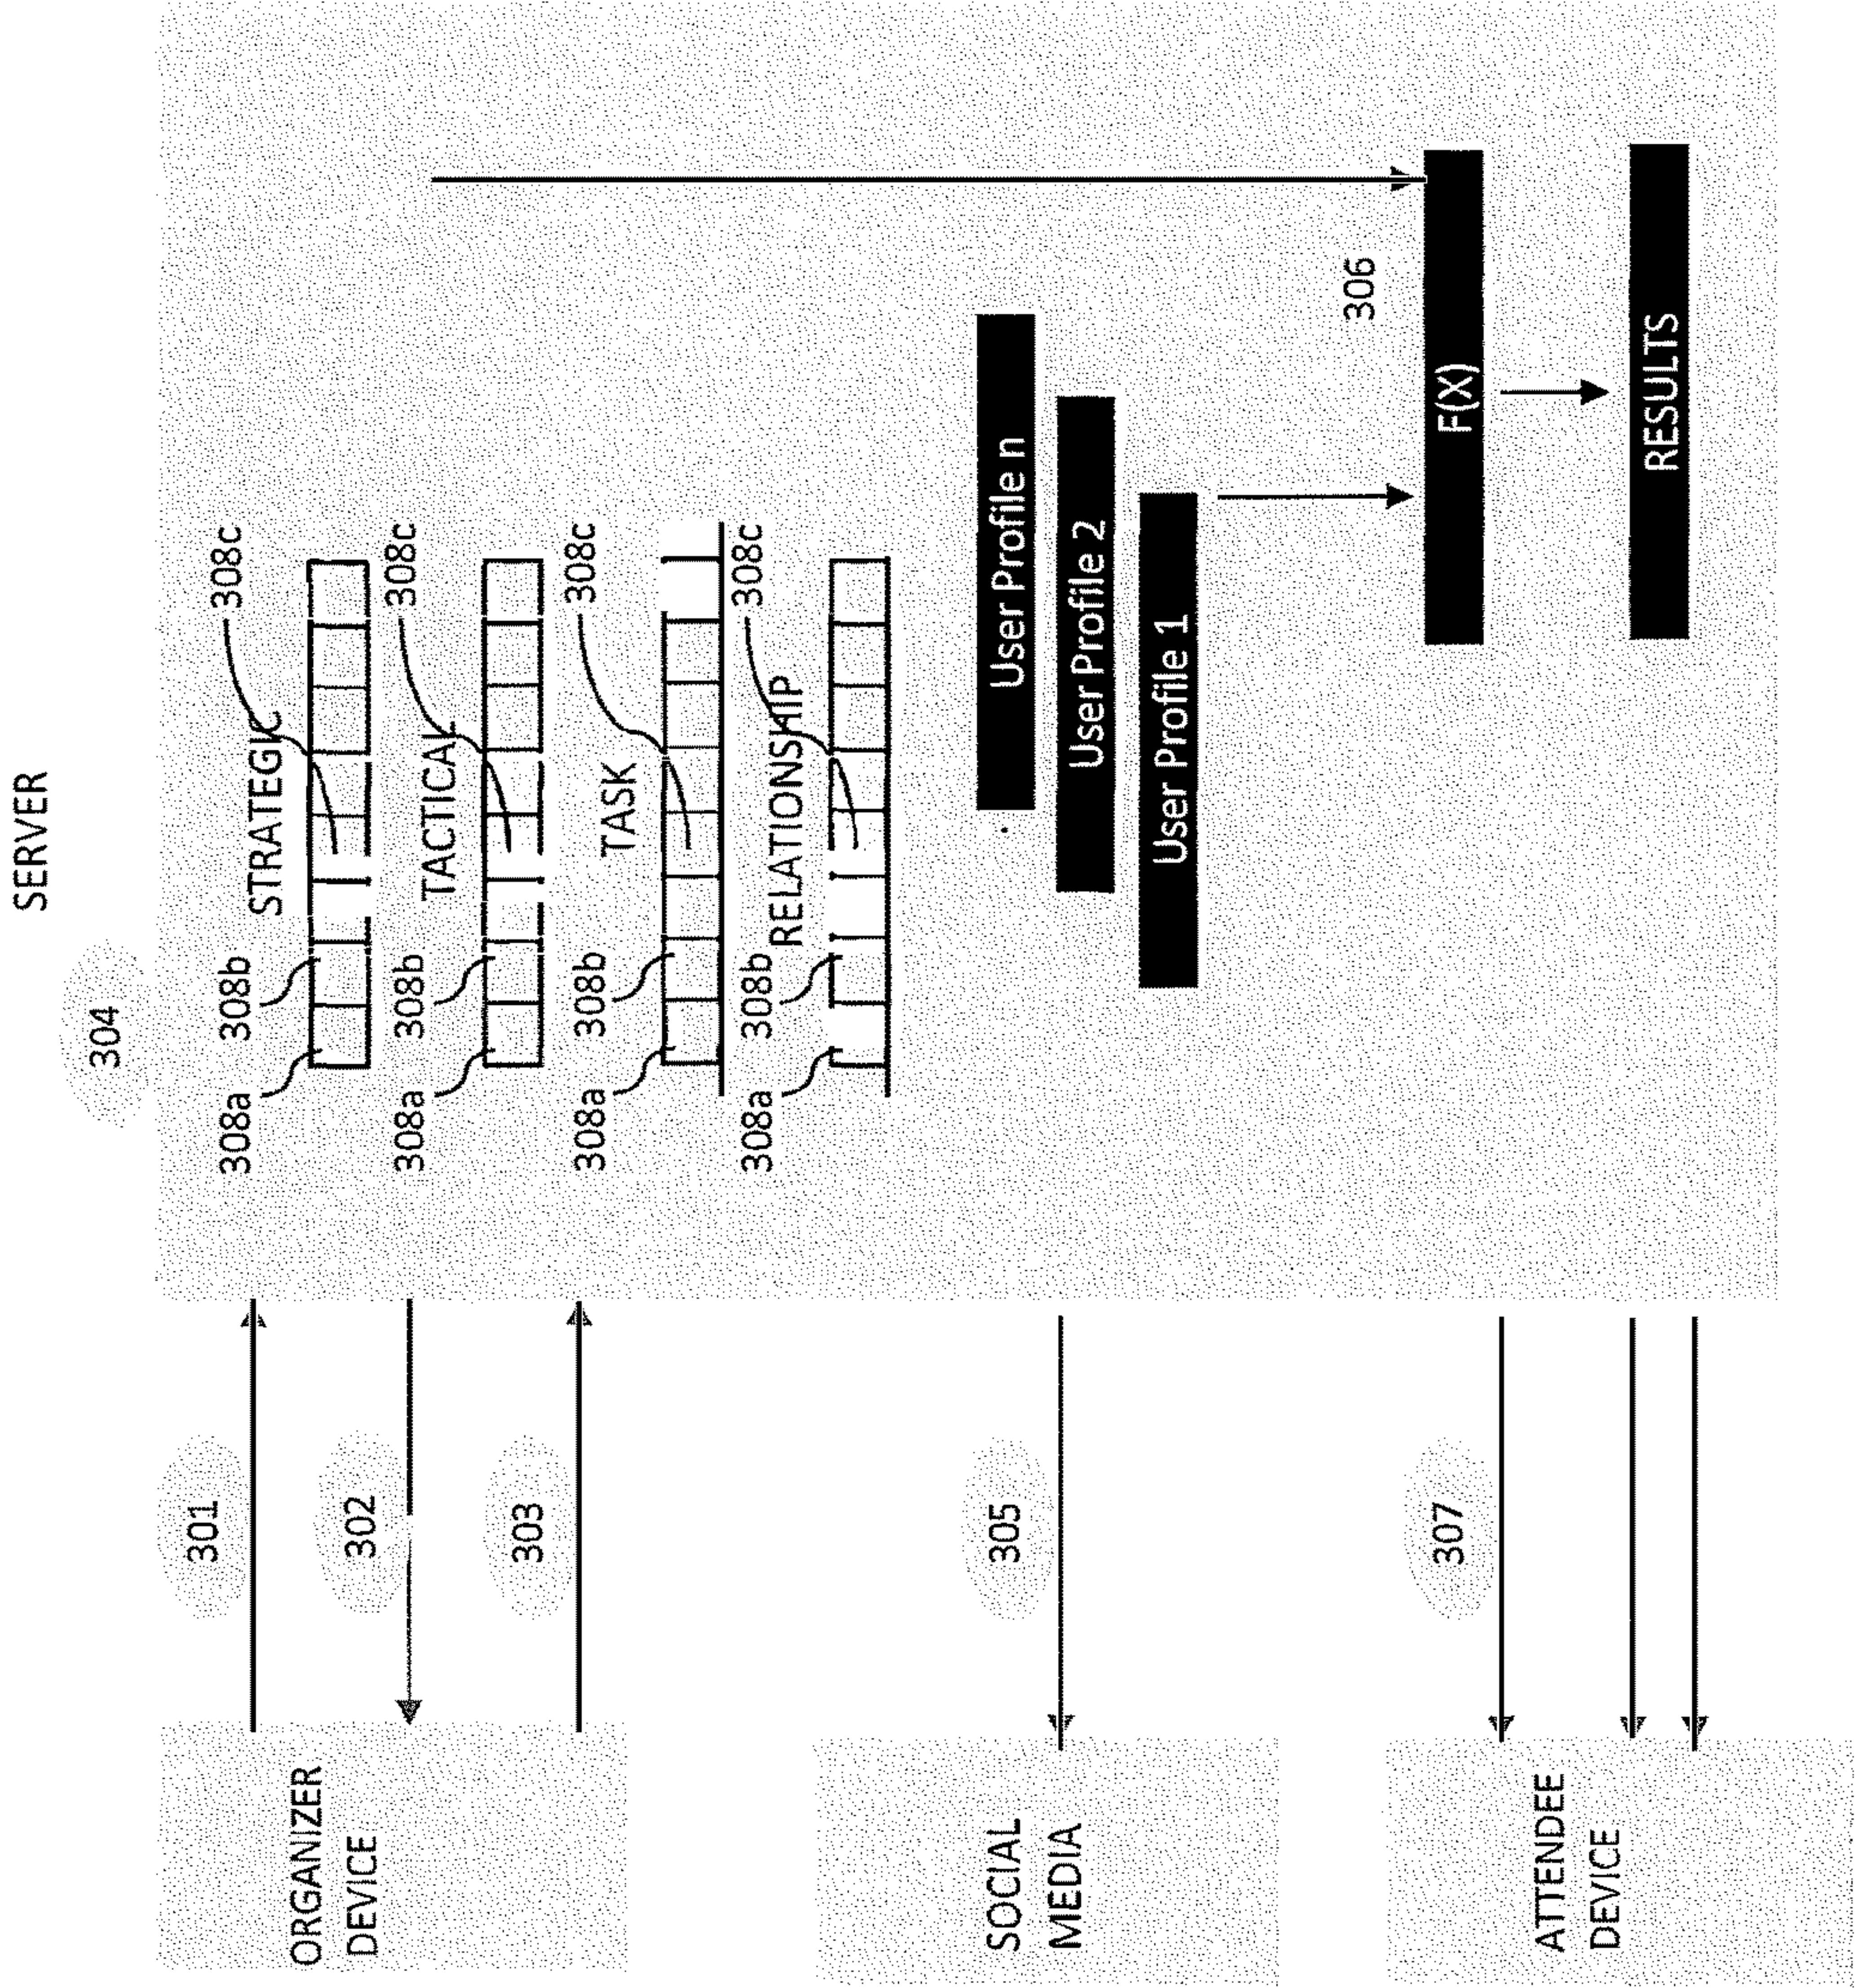 SERVER
304
301
308a 308b 308c
STRATEGIC
ORGANIZER
DEVICE
302
308a 308b 308c
TACTICAL
303
308a 308b 308c
TASK
308a 308b 308c
RELATIONSHIP
SOCIAL
MEDIA
305
User Profile n
User Profile 2
User Profile 1
306
307
F(X)
ATTENDEE
DEVICE
RESULTS